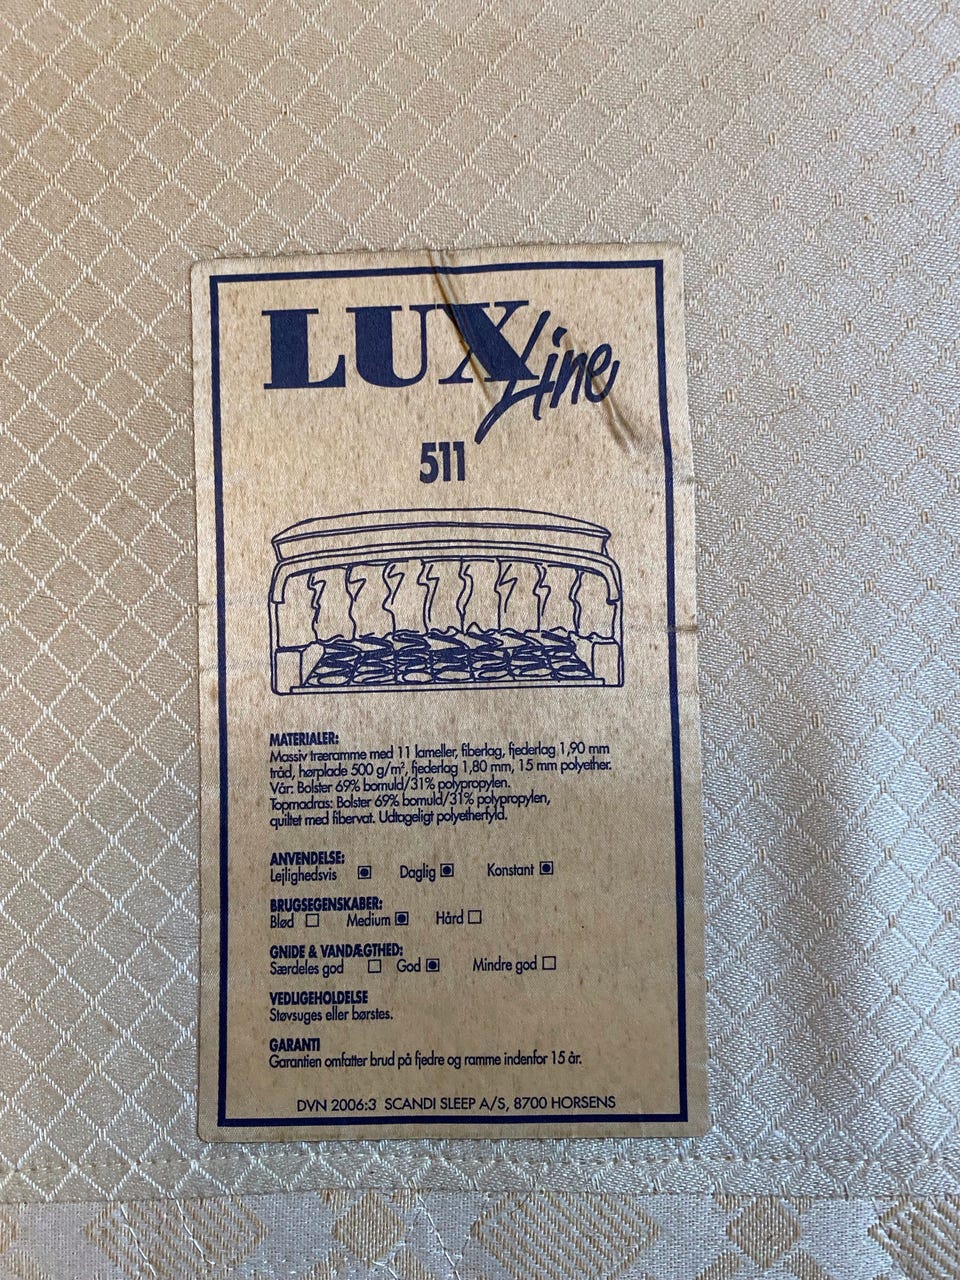 LUX Line
511
MATERIALER:
Massiv træramme med 11 lameller, fiberlag, fjederlag 1,90 mm
tråd, hørplade 500 g/m², fjederlag 1,80 mm, 15 mm polyether.
Vår: Bolster 69% bomuld/31% polypropylen.
Topmadras: Bolster 69% bomuld/31% polypropylen,
quiltet med fibervat. Udtageligt polyetherfyld.
ANVENDELSE:
Lejlighedsvis Daglig Konstant
BRUGSEGENSKABER:
Blød Medium Hård
GNIDE & VANDÆGTHED:
Særdeles god God Mindre god
VEDLIGEHOLDELSE
Støvsuges eller børstes.
GARANTI
Garantien omfatter brud på fjedre og ramme indenfor 15 år.
DVN 2006:3 SCANDI SLEEP A/S, 8700 HORSENS